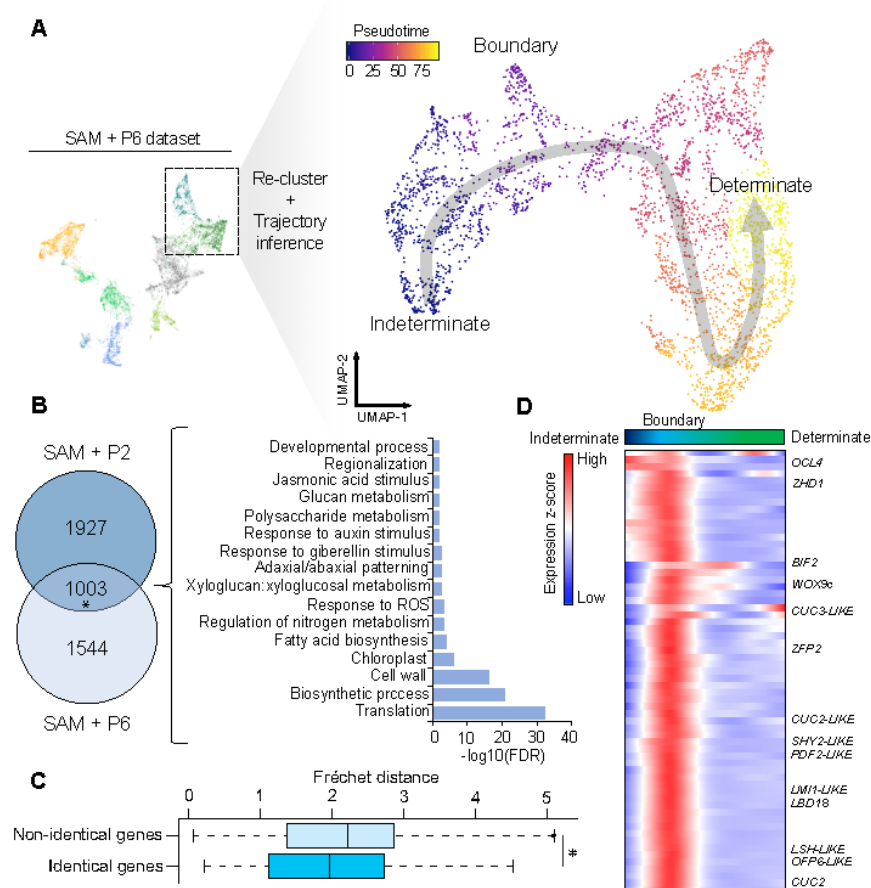 A
Pseudotime
0 25 50 75
Boundary
SAM + P6 dataset
Re-cluster
+
Trajectory
inference
Determinate
Indeterminate
UMAP-2
UMAP-1
B
SAM + P2
1927
1003
*
1544
SAM + P6
Developmental process
Regionalization
Jasmonic acid stimulus
Glucan metabolism
Polysaccharide metabolism
Response to auxin stimulus
Response to giberellin stimulus
Adaxial/abaxial patterning
Xyloglucan:xyloglucosal metabolism
Response to ROS
Regulation of nitrogen metabolism
Fatty acid biosynthesis
Chloroplast
Cell wall
Biosynthetic prccess
Translation
0 10 20 30 40
-log10(FDR)
C
Fréchet distance
0 1 2 3 4 5
Non-identical genes
Identical genes
*
D
Boundary
Indeterminate
Determinate
High
Expression z-score
Low
OCL4
ZHD1
BIF2
WOX9c
CUC3-LIKE
ZFP2
CUC2-LIKE
SHY2-LIKE
PDF2-LIKE
LMI1-LIKE
LBD18
LSH-LIKE
OFP6-LIKE
CUC2